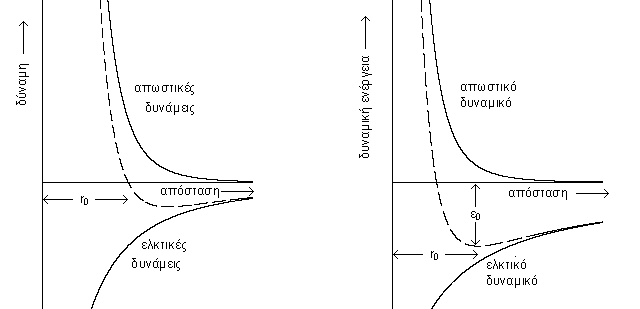 δύναμη
απωστικές
δυνάμεις
απόσταση
r₀
ελκτικές
δυνάμεις
δυναμική ενέργεια
απωστικό
δυναμικό
απόσταση
ε₀
r₀
ελκτικό
δυναμικό